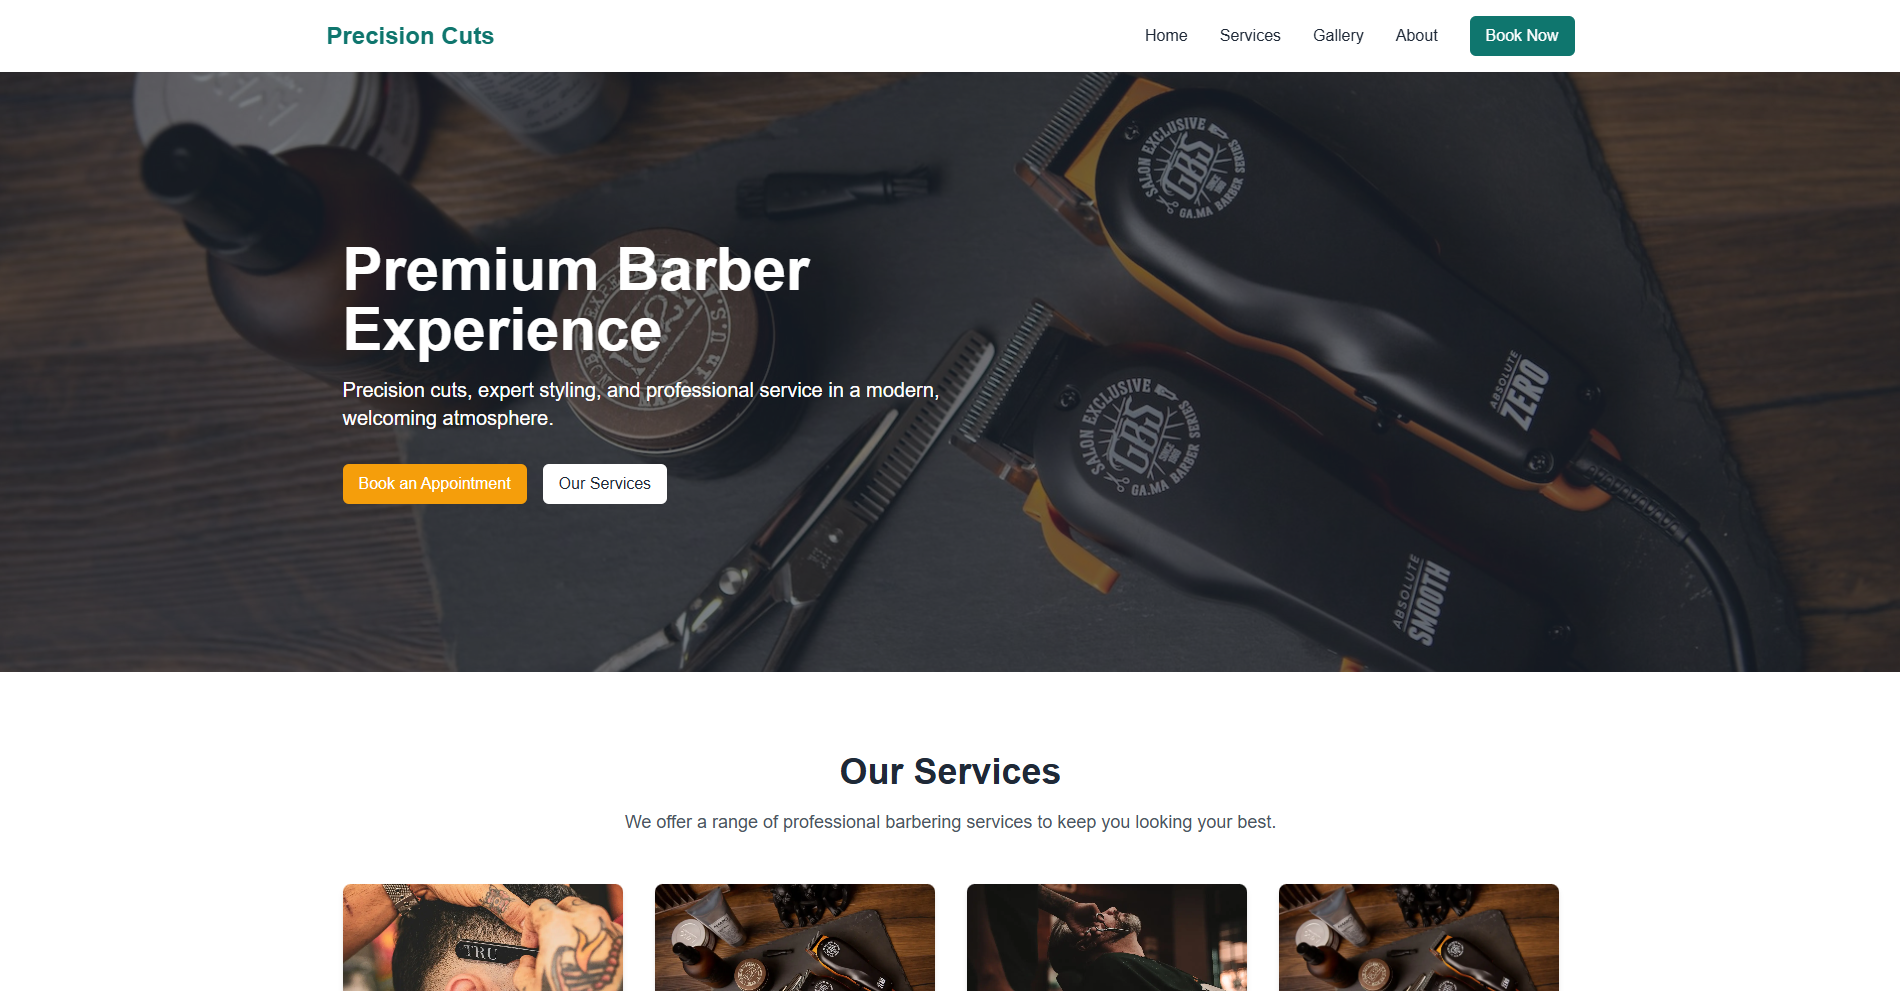 Precision Cuts
Home
Services
Gallery
About
Book Now
SALON EXCLUSIVE
GBS
SINCE
GA.MA BARBER SERIES
Premium Barber
Experience
Precision cuts, expert styling, and professional service in a modern,
welcoming atmosphere.
ABSOLUTE
ZERO
SALON EXCLUSIVE
GBS
SINCE
GA.MA BARBER SERIES
Book an Appointment
Our Services
ABSOLUTE
SMOOTH
Our Services
We offer a range of professional barbering services to keep you looking your best.